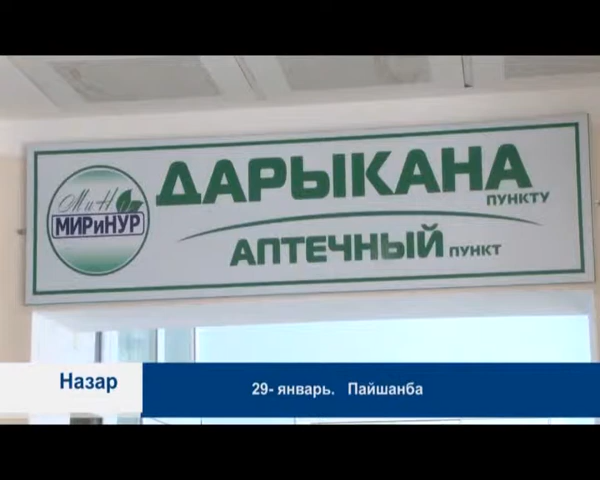 МиН
МИРиНУР
ДАРЫКАНА
ПУНКТУ
АПТЕЧНЫЙ ПУНКТ
Назар
29- январь. Пайшанба